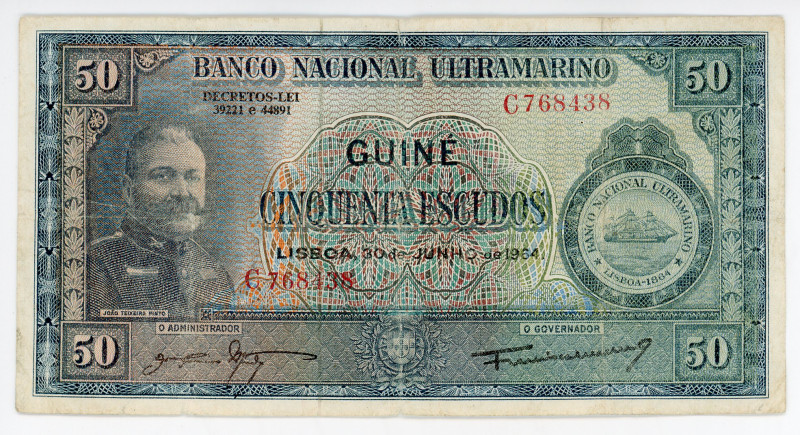 50
BANCO NACIONAL ULTRAMARINO
50
DECRETOS-LEI
39221 e 44891
C768438
GUINÉ
CINQUENTA ESCUDOS
LISBOA, 30 de JUNHO de 1964
C768438
BANCO NACIONAL ULTRAMARINO
LISBOA-1864
JOÃO TEIXEIRA PINTO
O ADMINISTRADOR
O GOVERNADOR
50
50